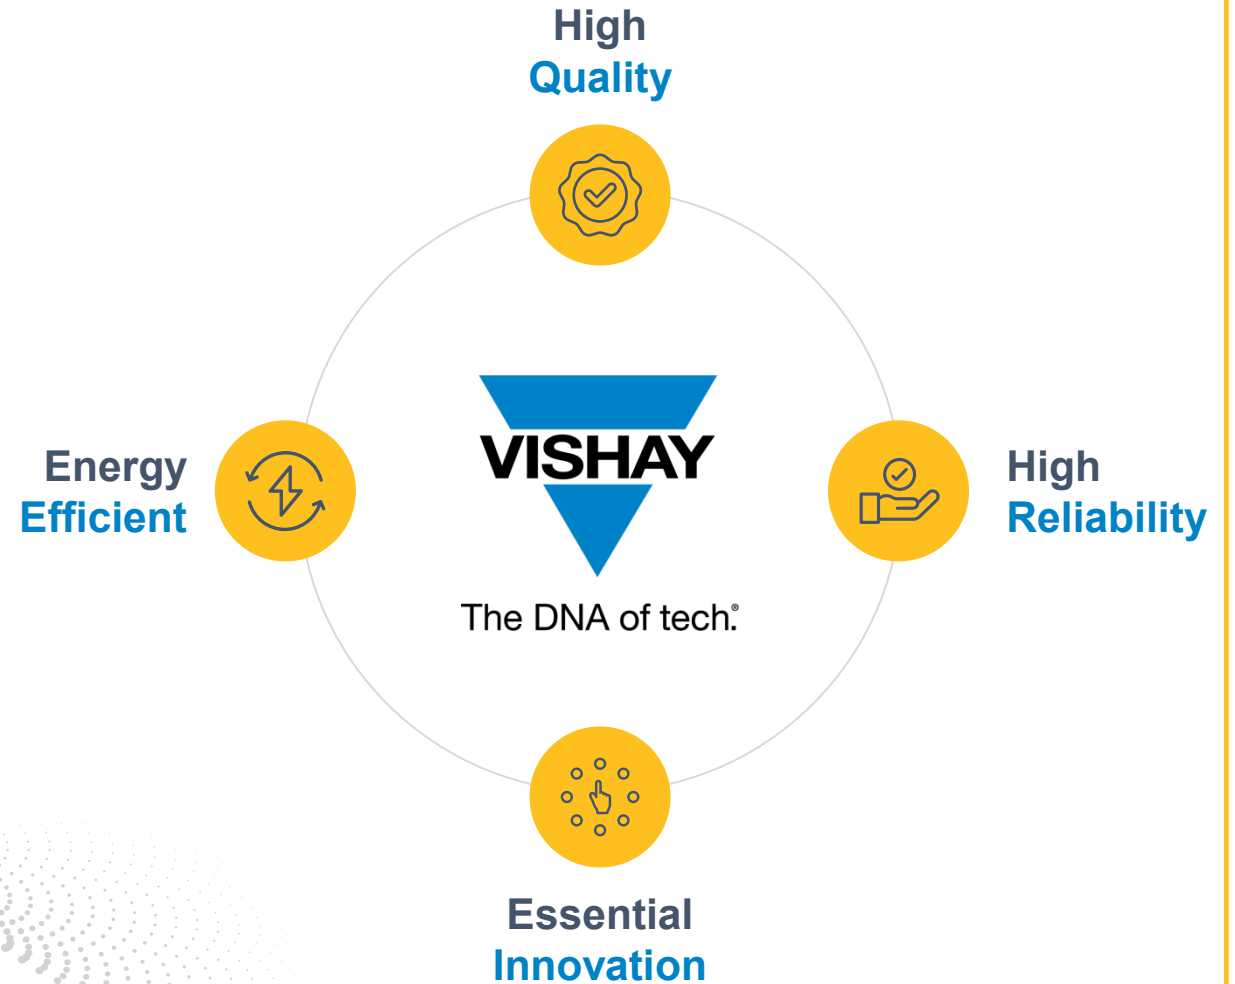 High
Quality
Energy
Efficient
VISHAY
The DNA of tech.®
High
Reliability
Essential
Innovation